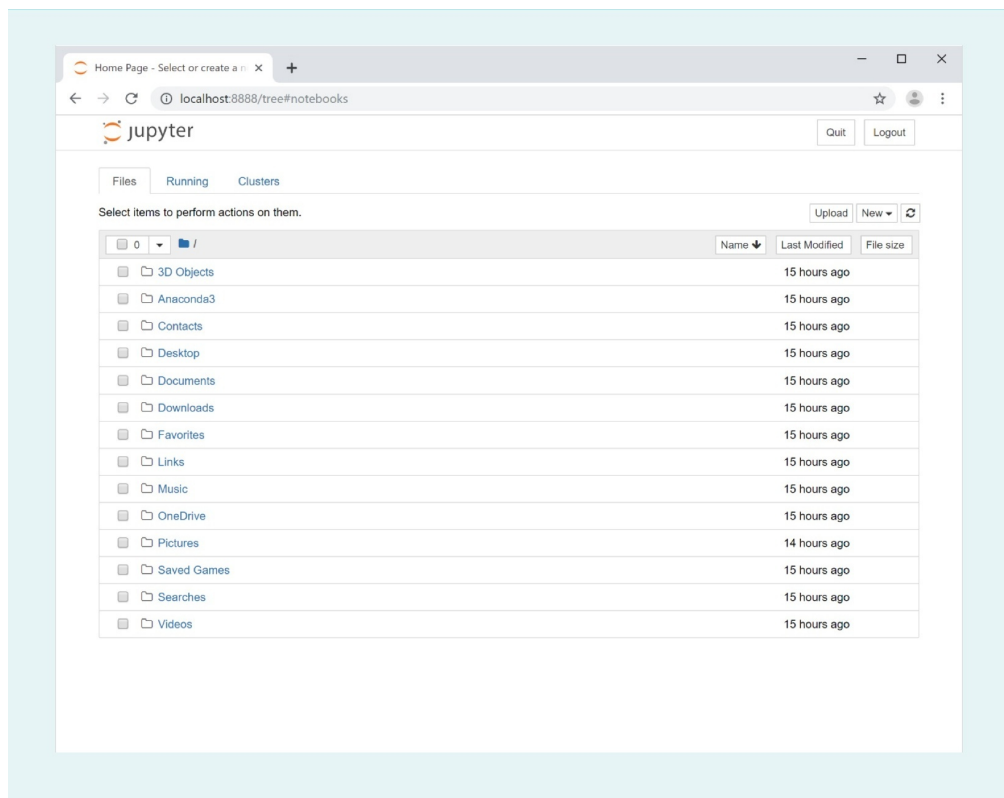 Home Page - Select or create a n
localhost:8888/tree#notebooks
jupyter
Quit Logout
Files Running Clusters
Select items to perform actions on them.
Upload New
0 /
Name Last Modified File size
3D Objects 15 hours ago
Anaconda3 15 hours ago
Contacts 15 hours ago
Desktop 15 hours ago
Documents 15 hours ago
Downloads 15 hours ago
Favorites 15 hours ago
Links 15 hours ago
Music 15 hours ago
OneDrive 15 hours ago
Pictures 14 hours ago
Saved Games 15 hours ago
Searches 15 hours ago
Videos 15 hours ago